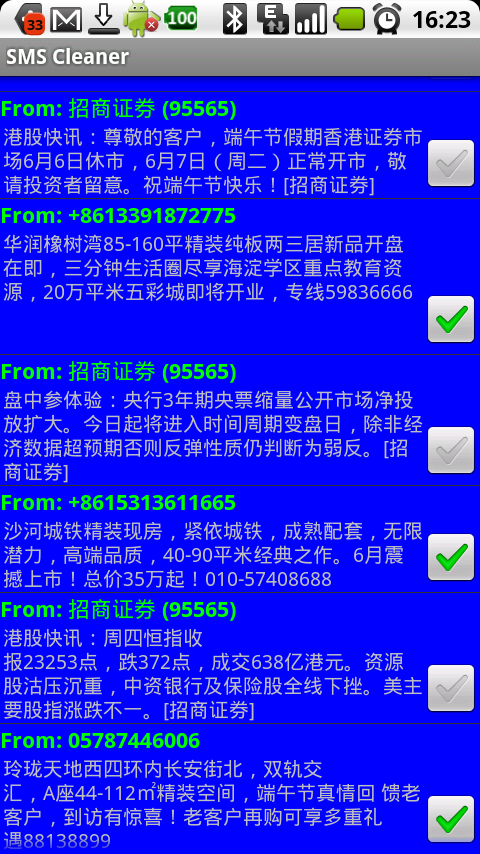 33
100
E
16:23
SMS Cleaner
From: 招商证券 (95565)
港股快讯：尊敬的客户，端午节假期香港证券市
场6月6日休市，6月7日（周二）正常开市，敬
请投资者留意。祝端午节快乐！[招商证券]
From: +8613391872775
华润橡树湾85-160平精装纯板两三居新品开盘
在即，三分钟生活圈尽享海淀学区重点教育资
源，20万平米五彩城即将开业，专线59836666
From: 招商证券 (95565)
盘中参体验：央行3年期央票缩量公开市场净投
放扩大。今日起将进入时间周期变盘日，除非经
济数据超预期否则反弹性质仍判断为弱反。[招
商证券]
From: +8615313611665
沙河城铁精装现房，紧依城铁，成熟配套，无限
潜力，高端品质，40-90平米经典之作。6月震
撼上市！总价35万起！010-57408688
From: 招商证券 (95565)
港股快讯：周四恒指收
报23253点，跌372点，成交638亿港元。资源
股沽压沉重，中资银行及保险股全线下挫。美主
要股指涨跌不一。[招商证券]
From: 05787446006
玲珑天地西四环内长安街北，双轨交
汇，A座44-112㎡精装空间，端午节真情回 馈老
客户，到访有惊喜！老客户再购可享多重礼
遇88138899